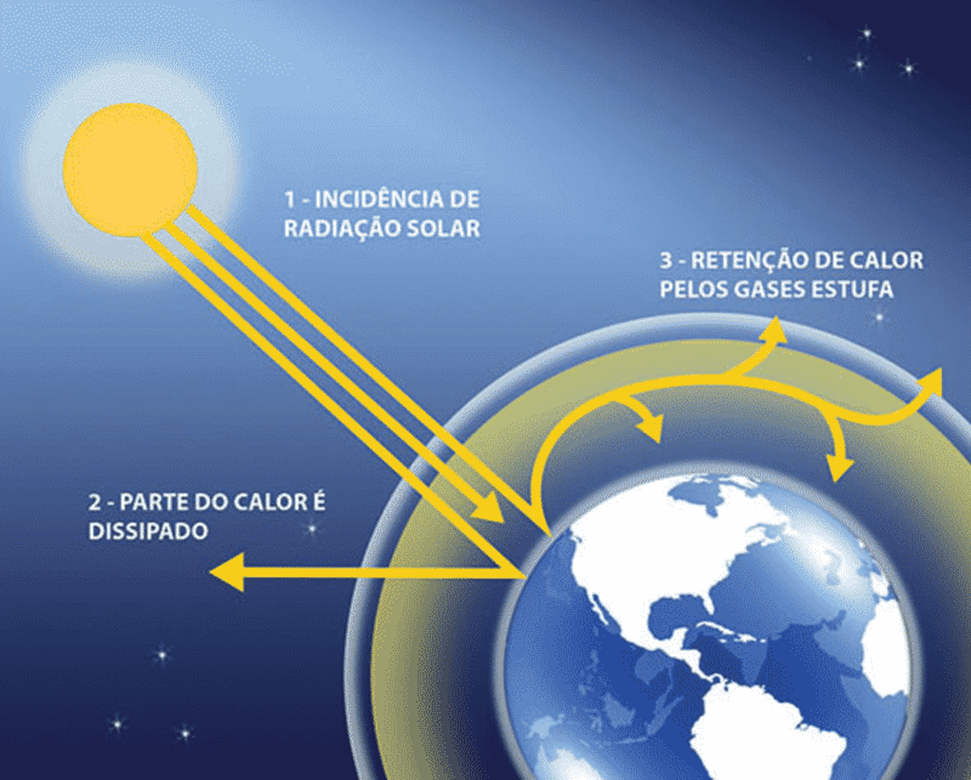 1 - INCIDÊNCIA DE
RADIAÇÃO SOLAR
3 - RETENÇÃO DE CALOR
PELOS GASES ESTUFA
2 - PARTE DO CALOR É
DISSIPADO